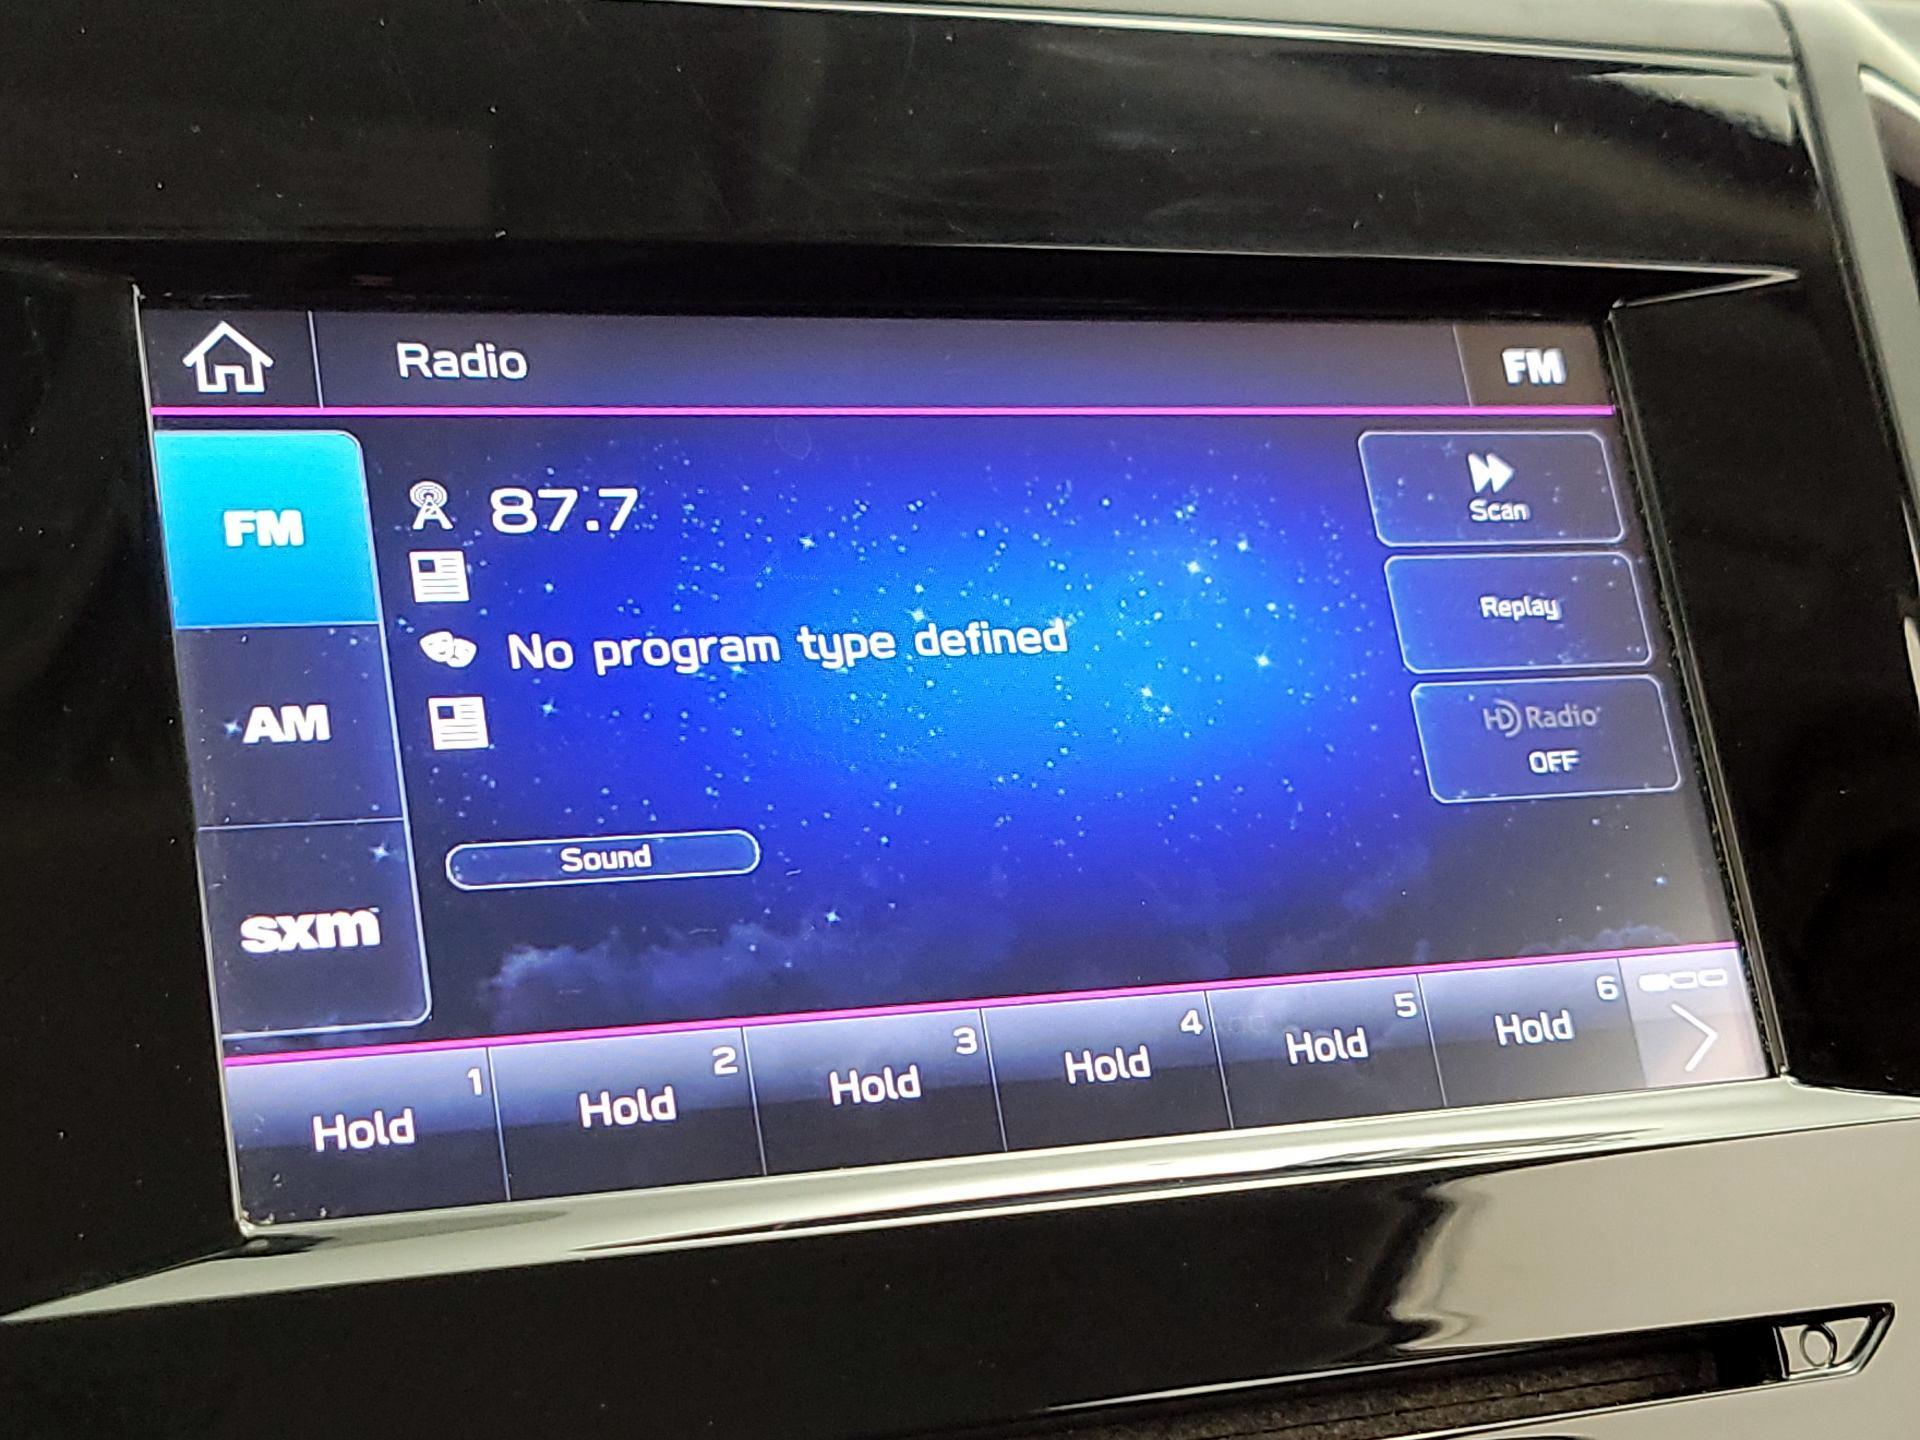 Radio
FM
FM
87.7
Scan
Replay
No program type defined
AM
HD Radio
OFF
Sound
sxm
1
Hold
2
Hold
3
Hold
4
Hold
5
Hold
6
Hold